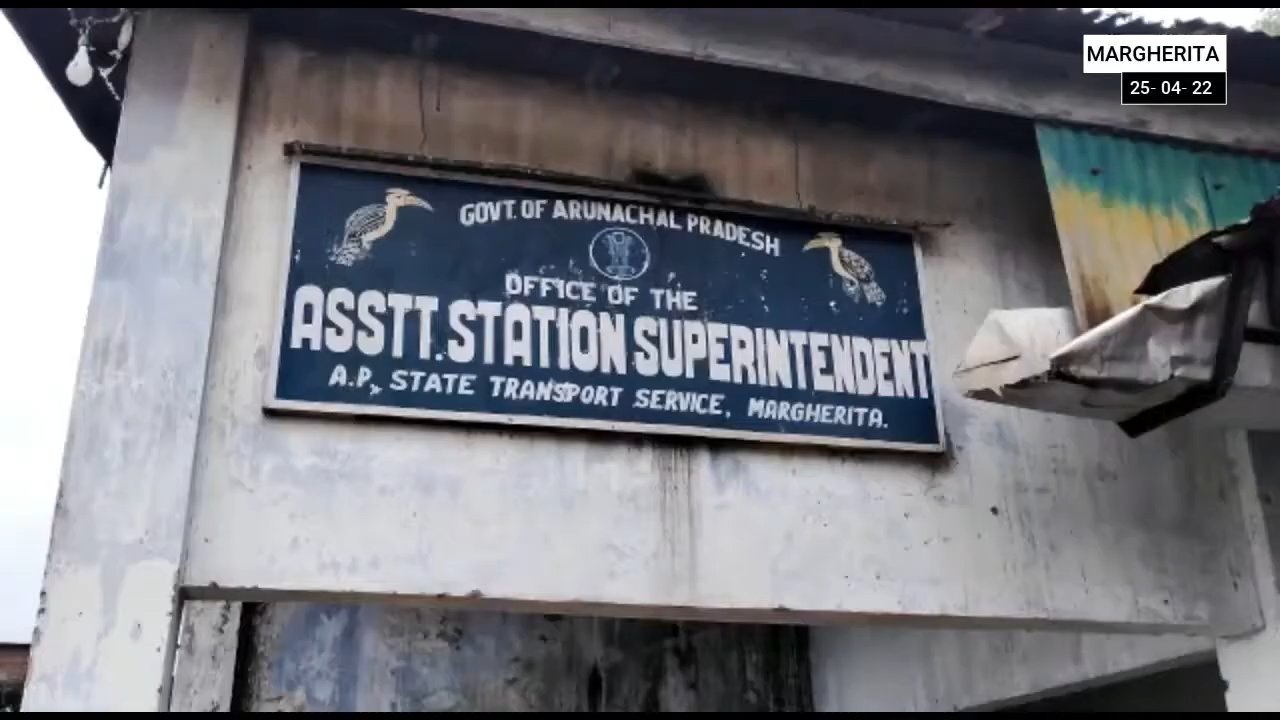 MARGHERITA
25- 04- 22
GOVT. OF ARUNACHAL PRADESH
OFFICE OF THE
ASSTT. STATION SUPERINTENDENT
A.P. STATE TRANSPORT SERVICE, MARGHERITA.